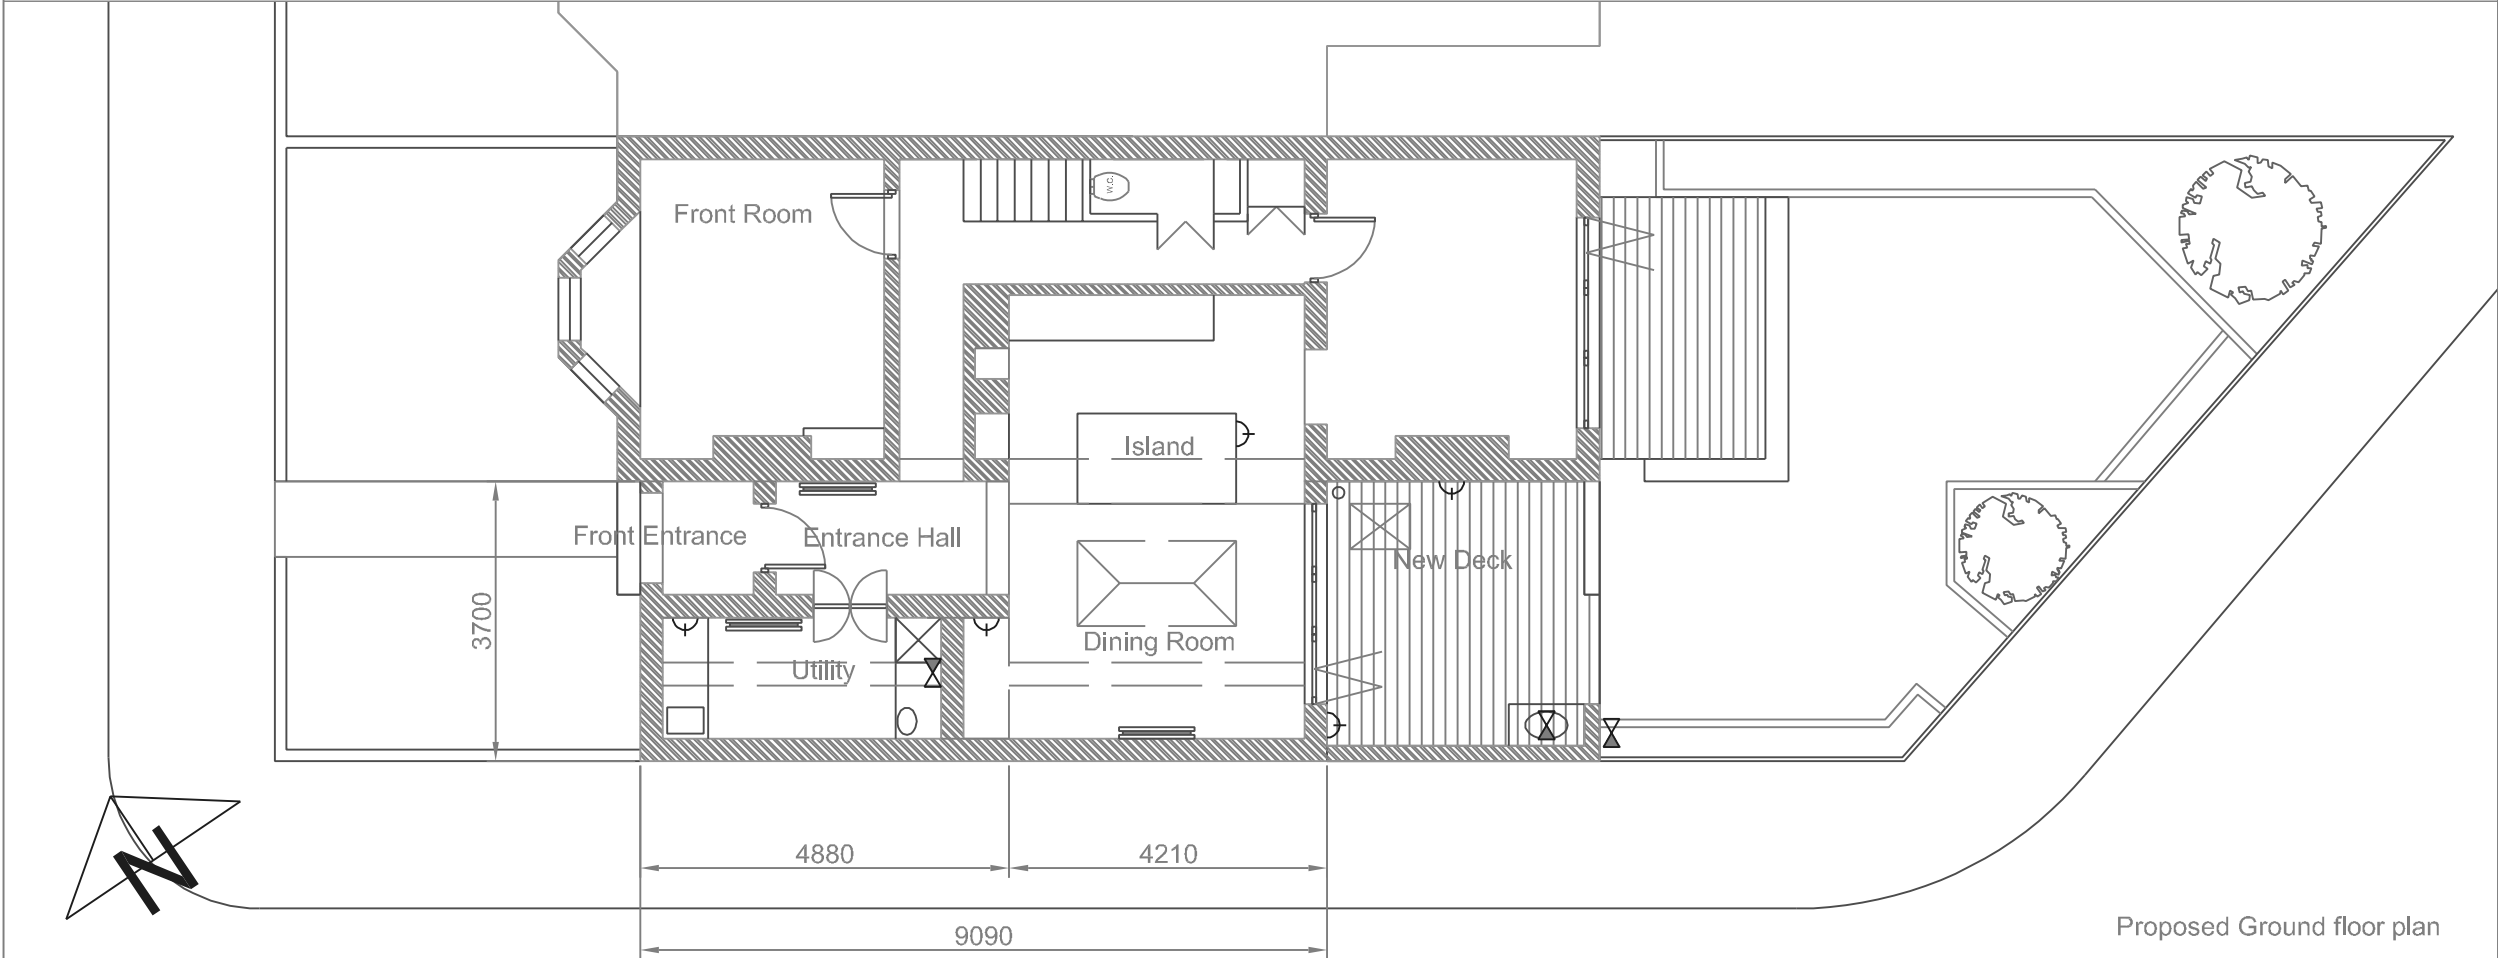 w.c.
Front Room
Island
Front Entrance
Entrance Hall
New Deck
3700
Dining Room
Utility
4880
4210
N
Proposed Ground floor plan
9090